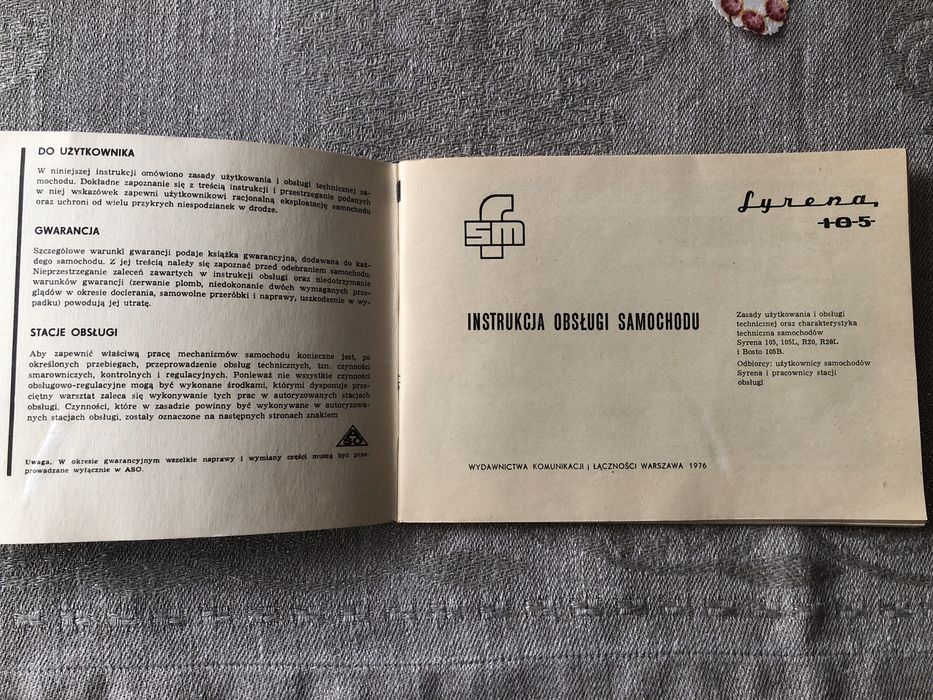 DO UŻYTKOWNIKA
W niniejszej instrukcji omówiono zasady użytkowania i obsługi technicznej sa-
mochodu. Dokładne zapoznanie się z treścią instrukcji i przestrzeganie podanych
w niej wskazówek zapewni użytkownikowi racjonalną eksploatację samochodu
oraz uchroni od wielu przykrych niespodzianek w drodze.
GWARANCJA
Szczegółowe warunki gwarancji podaje książka gwarancyjna, dodawana do każ-
dego samochodu. Z jej treścią należy się zapoznać przed odebraniem samochodu.
Nieprzestrzeganie zaleceń zawartych w instrukcji obsługi oraz niedotrzymanie
warunków gwarancji (zerwanie plomb, niedokonanie dwóch wymaganych prze-
glądów w okresie docierania, samowolne przeróbki i naprawy, uszkodzenie w wy-
padku) powodują jej utratę.
STACJE OBSŁUGI
Aby zapewnić właściwą pracę mechanizmów samochodu konieczne jest, po
określonych przebiegach, przeprowadzenie obsług technicznych, tzn. czynności
smarowniczych, kontrolnych i regulacyjnych. Ponieważ nie wszystkie czynności
obsługowo-regulacyjne mogą być wykonane środkami, którymi dysponuje prze-
ciętny warsztat zaleca się wykonywanie tych prac w autoryzowanych stacjach
obsługi. Czynności, które w zasadzie powinny być wykonywane w autoryzowa-
nych stacjach obsługi, zostały oznaczone na następnych stronach znakiem
ASO
Uwaga. W okresie gwarancyjnym wszelkie naprawy i wymiany części muszą być prze-
prowadzane wyłącznie w ASO.
fsm
Syrena
105
INSTRUKCJA OBSŁUGI SAMOCHODU
Zasady użytkowania i obsługi
technicznej oraz charakterystyka
techniczna samochodów
Syrena 105, 105L, R20, R20L
i Bosto 105B.
Odbiorcy: użytkownicy samochodów
Syrena i pracownicy stacji
obsługi
WYDAWNICTWA KOMUNIKACJI i ŁĄCZNOŚCI WARSZAWA 1976